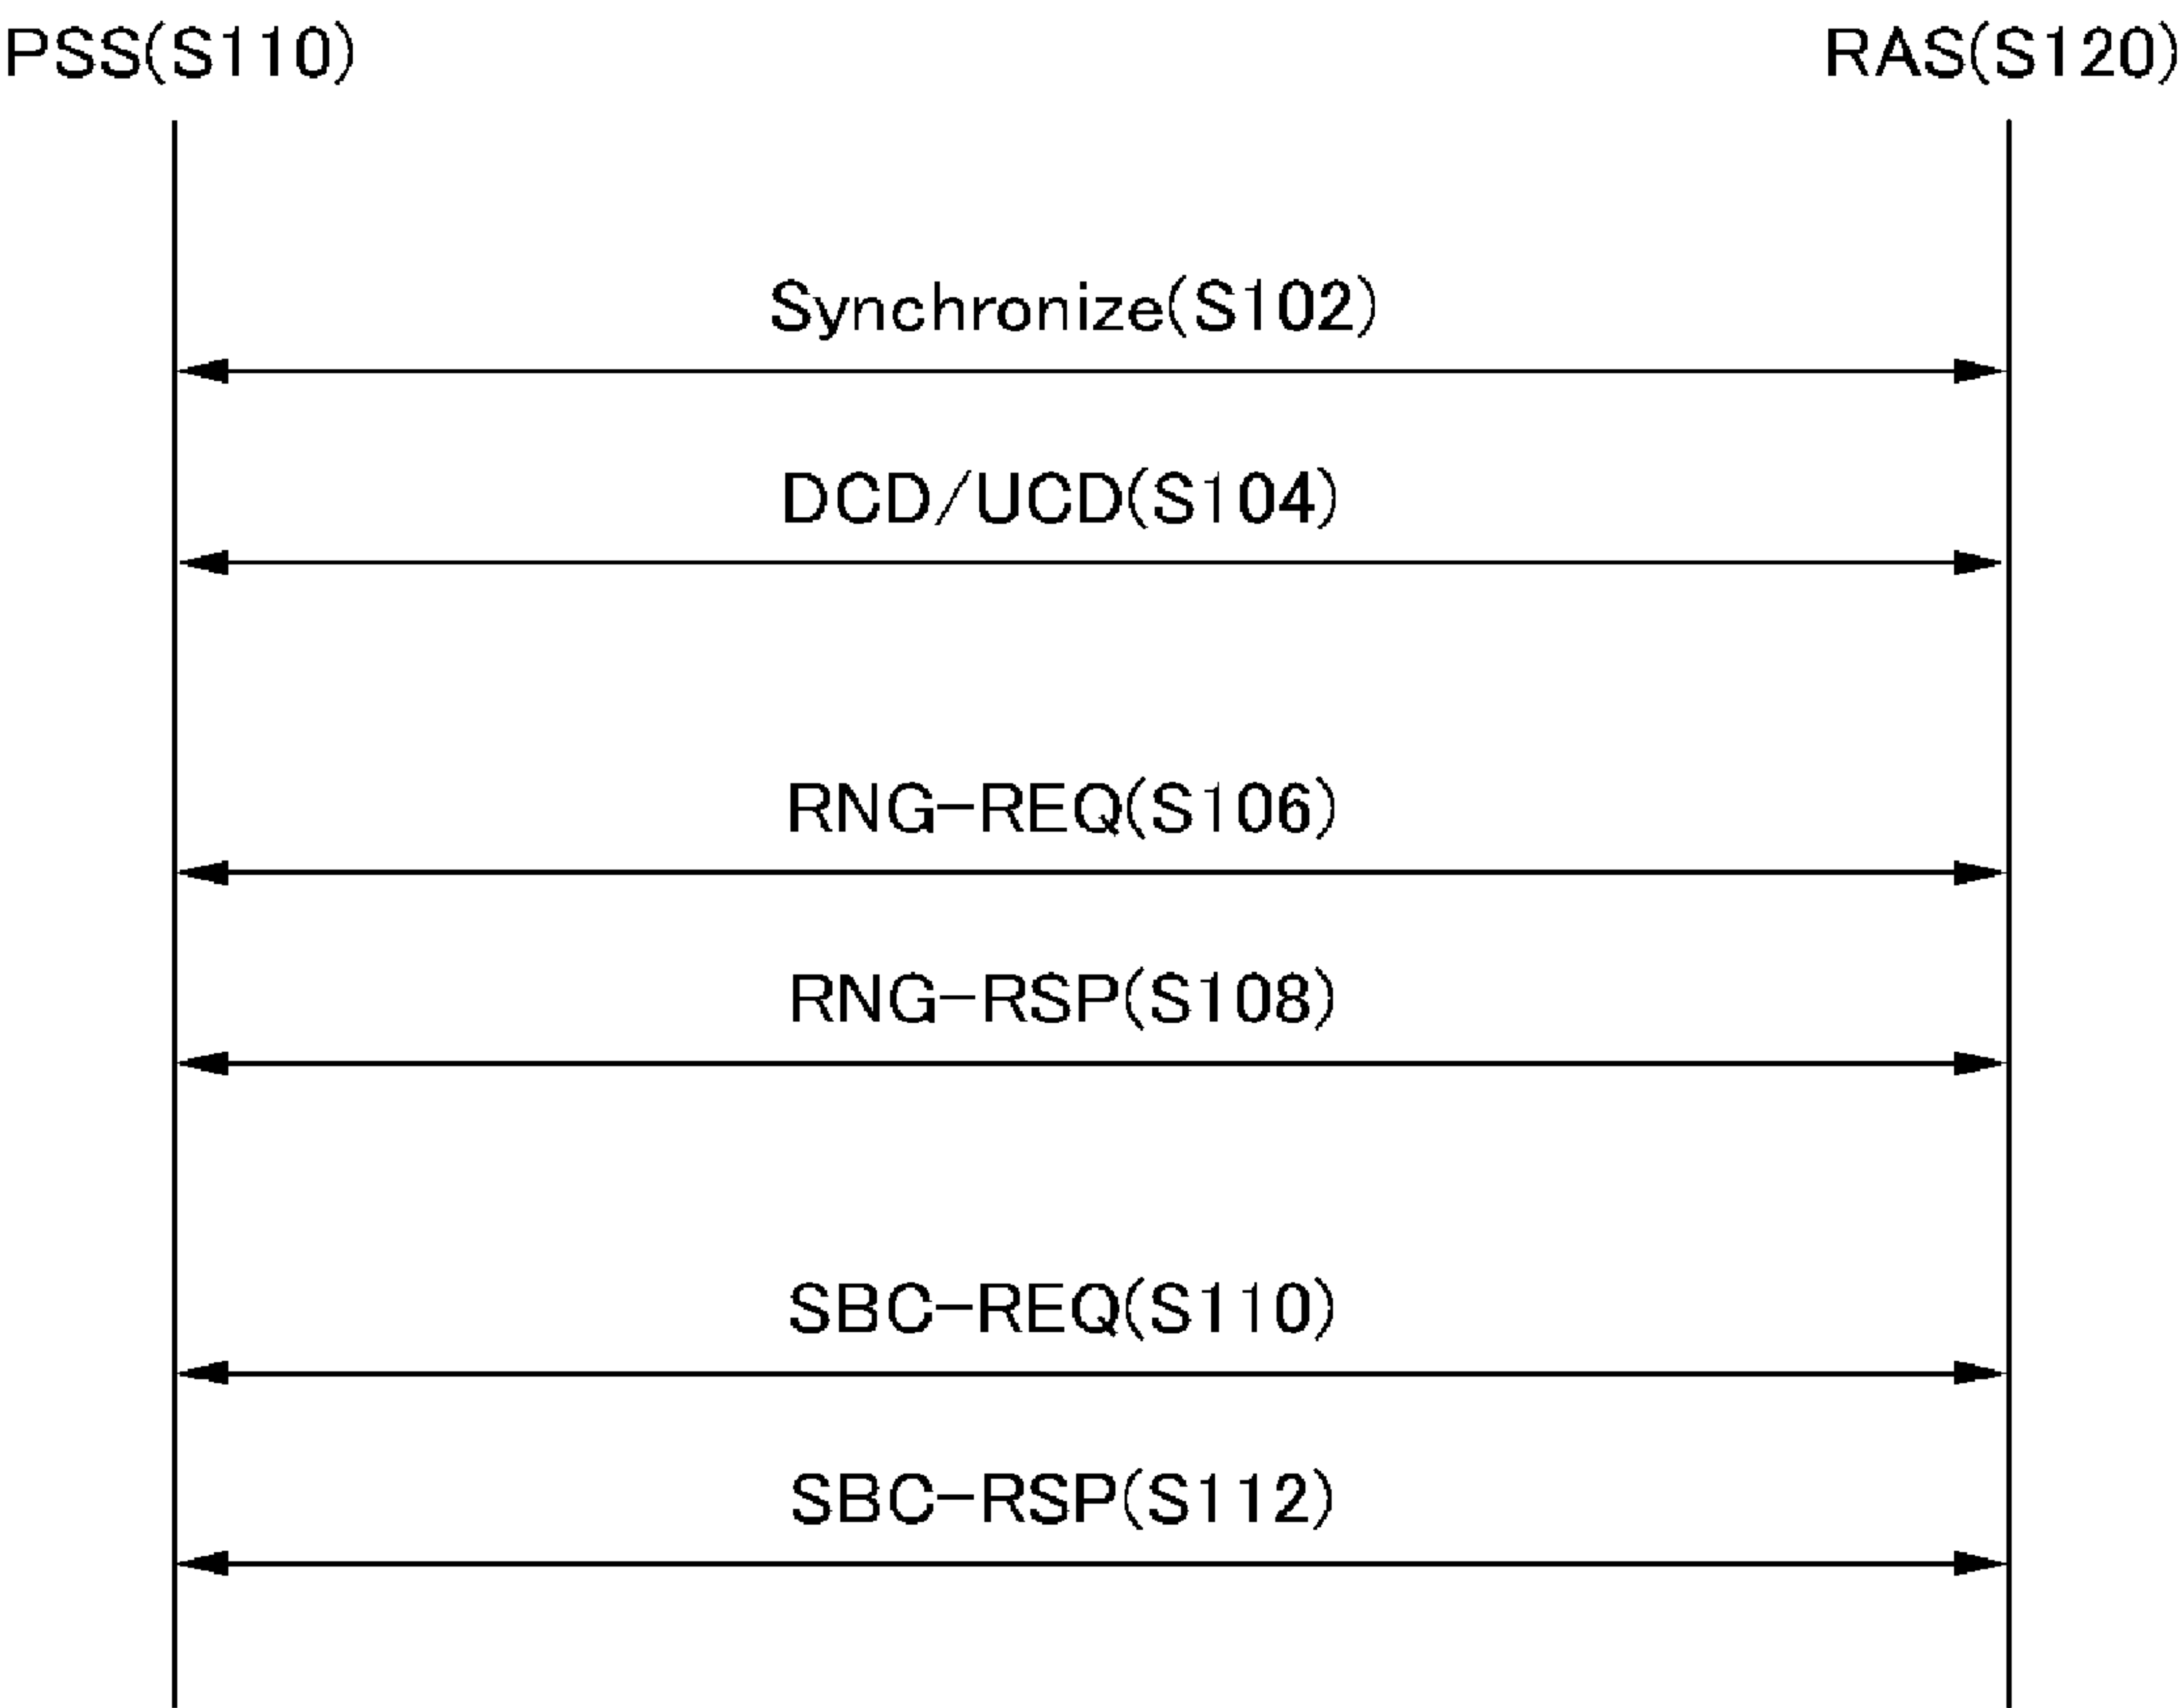 PSS(S110)
RAS(S120)
Synchronize(S102)
DCD/UCD(S104)
RNG-REQ(S106)
RNG-RSP(S108)
SBC-REQ(S110)
SBC-RSP(S112)